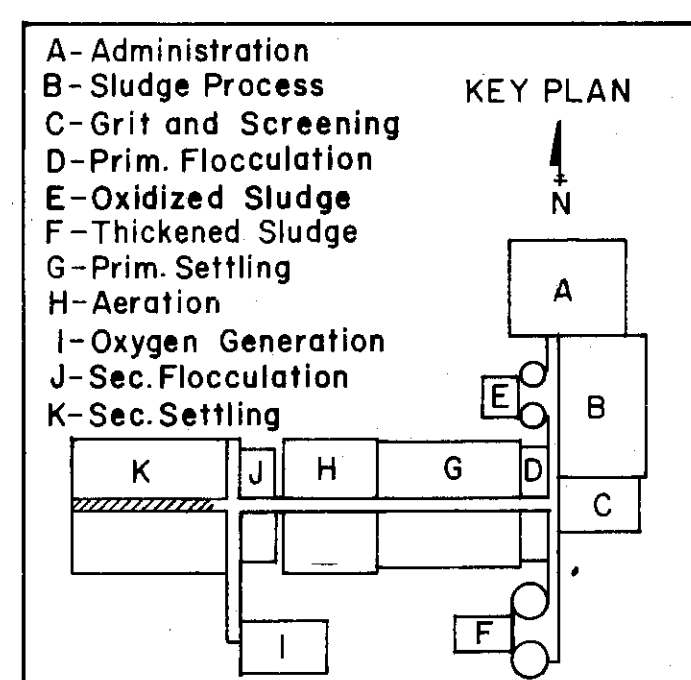 A-Administration
B-Sludge Process
C-Grit and Screening
D-Prim. Flocculation
E-Oxidized Sludge
F-Thickened Sludge
G-Prim. Settling
H-Aeration
I-Oxygen Generation
J-Sec. Flocculation
K-Sec. Settling
KEY PLAN
N
A
E
B
K
J
H
G
D
C
F
I